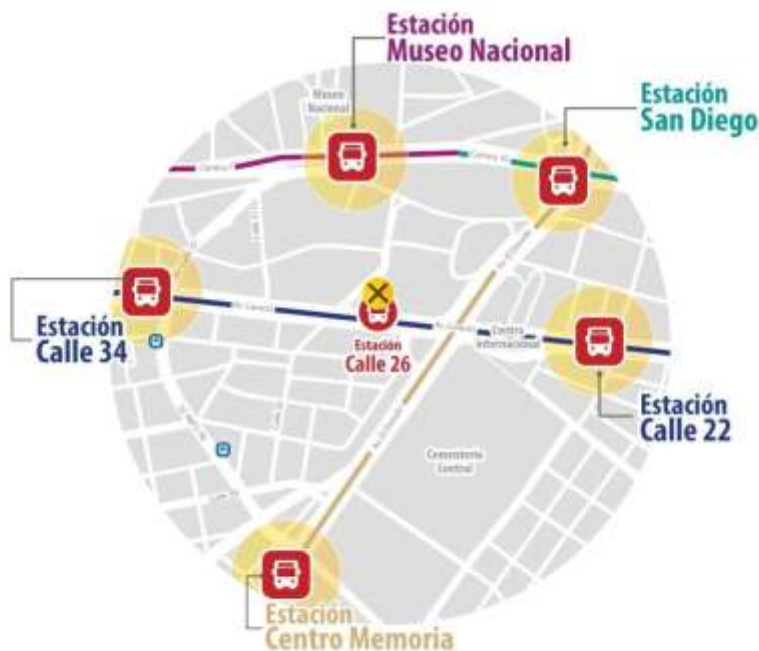 Estación
Museo Nacional
Estación
San Diego
Museo
Nacional
Estación
Calle 34
Estación
Calle 26
Centro
Internacional
Estación
Calle 22
Cementerio
Central
Estación
Centro Memoria